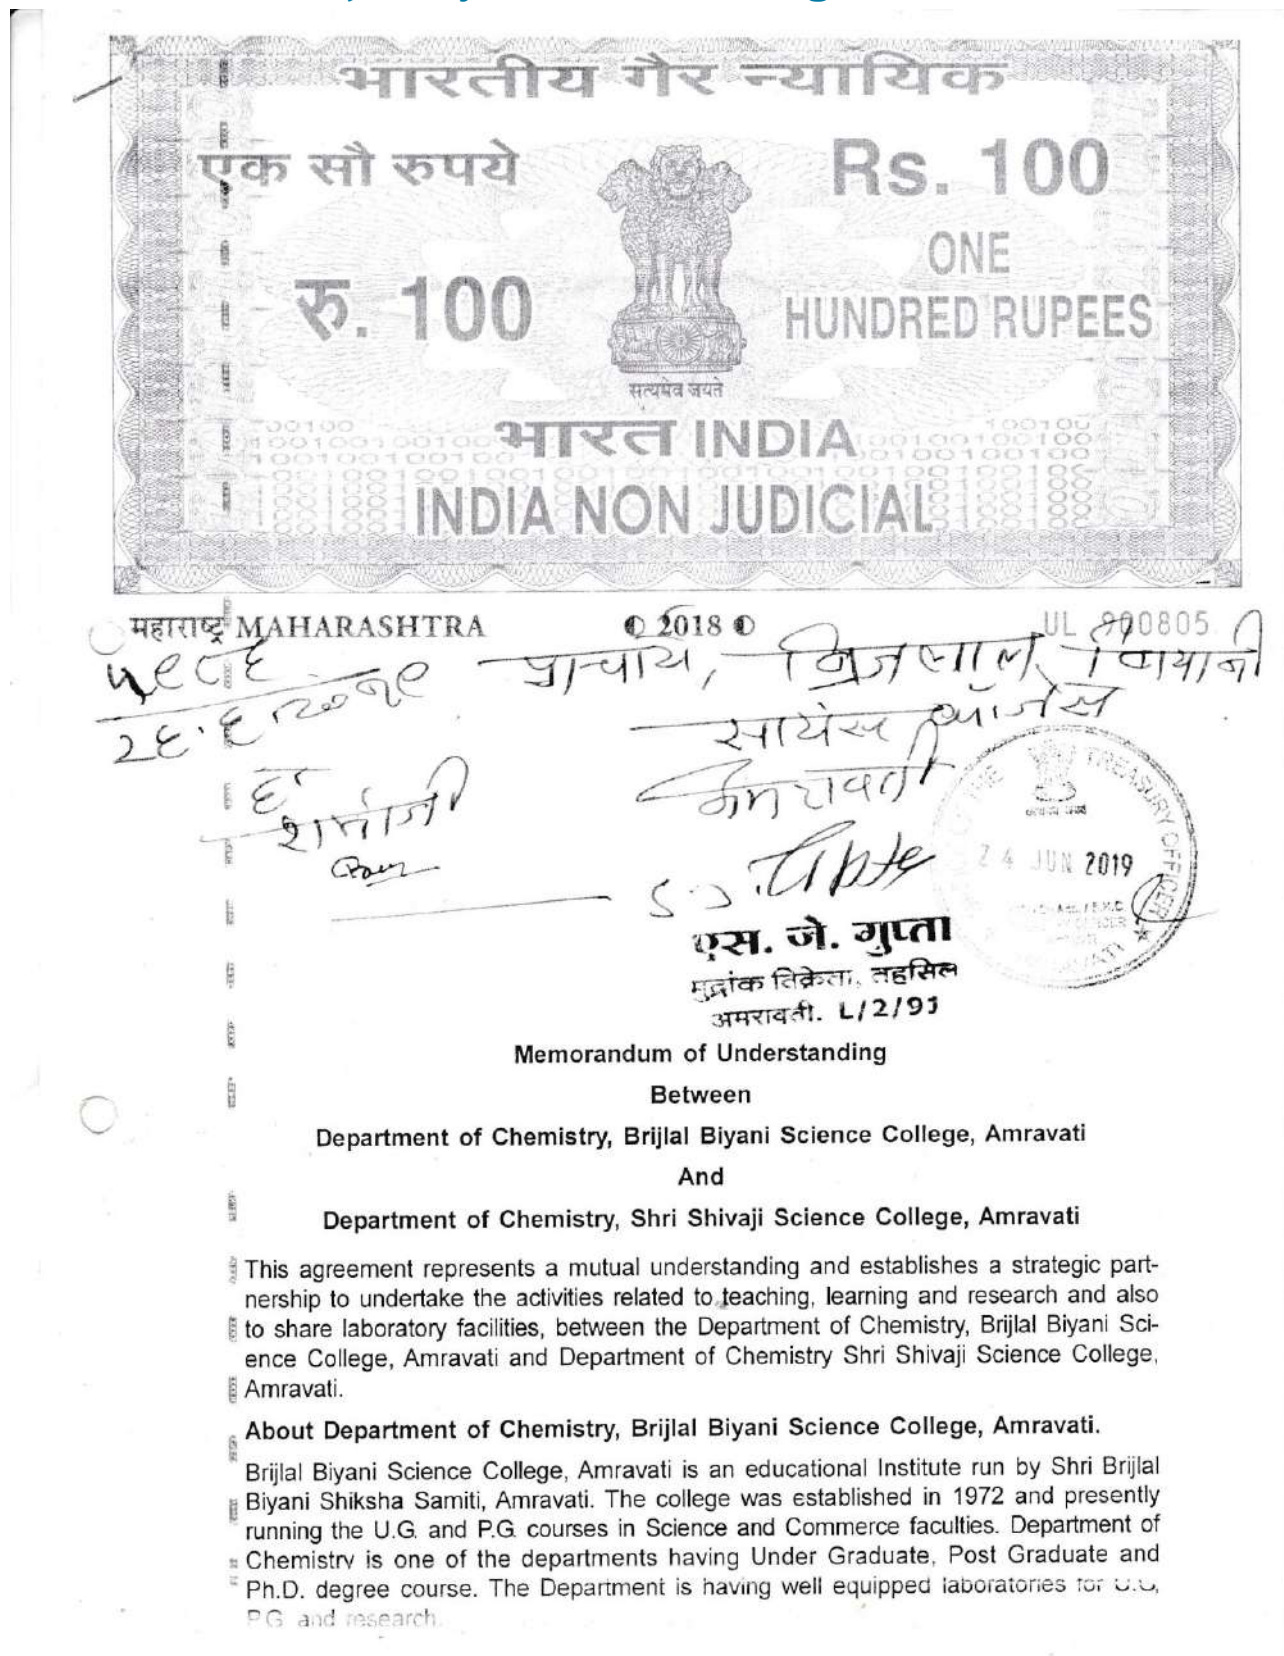 भारतीय गैर न्यायिक
एक सौ रुपये
Rs. 100
रु. 100
ONE
HUNDRED RUPEES
सत्यमेव जयते
भारत INDIA
INDIA NON JUDICIAL
महाराष्ट्र MAHARASHTRA
2018
UL 990805
५९८६
२६.६.२०१९
प्राचार्य, ब्रिजलाल बियाणी
सायंस कॉलेज
अमरावती
ह.
शर्माजी
TREASURY OFFICER
24 JUN 2019
एस. जे. गुप्ता
मुद्रांक विक्रेता, तहसिल
अमरावती. L/2/91
Memorandum of Understanding
Between
Department of Chemistry, Brijlal Biyani Science College, Amravati
And
Department of Chemistry, Shri Shivaji Science College, Amravati
This agreement represents a mutual understanding and establishes a strategic part-
nership to undertake the activities related to teaching, learning and research and also
to share laboratory facilities, between the Department of Chemistry, Brijlal Biyani Sci-
ence College, Amravati and Department of Chemistry Shri Shivaji Science College,
Amravati.
About Department of Chemistry, Brijlal Biyani Science College, Amravati.
Brijlal Biyani Science College, Amravati is an educational Institute run by Shri Brijlal
Biyani Shiksha Samiti, Amravati. The college was established in 1972 and presently
running the U.G. and P.G. courses in Science and Commerce faculties. Department of
Chemistry is one of the departments having Under Graduate, Post Graduate and
Ph.D. degree course. The Department is having well equipped laboratories for U.G,
P.G and research.